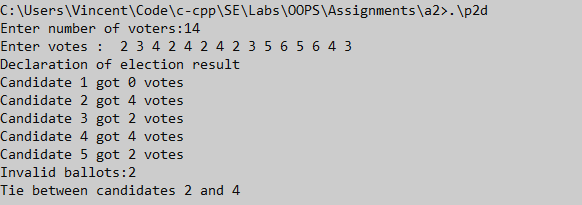 C:\Users\Vincent\Code\c-cpp\SE\Labs\OOPS\Assignments\a2>.\p2d
Enter number of voters:14
Enter votes :  2 3 4 2 4 2 4 2 3 5 6 5 6 4 3
Declaration of election result
Candidate 1 got 0 votes
Candidate 2 got 4 votes
Candidate 3 got 2 votes
Candidate 4 got 4 votes
Candidate 5 got 2 votes
Invalid ballots:2
Tie between candidates 2 and 4